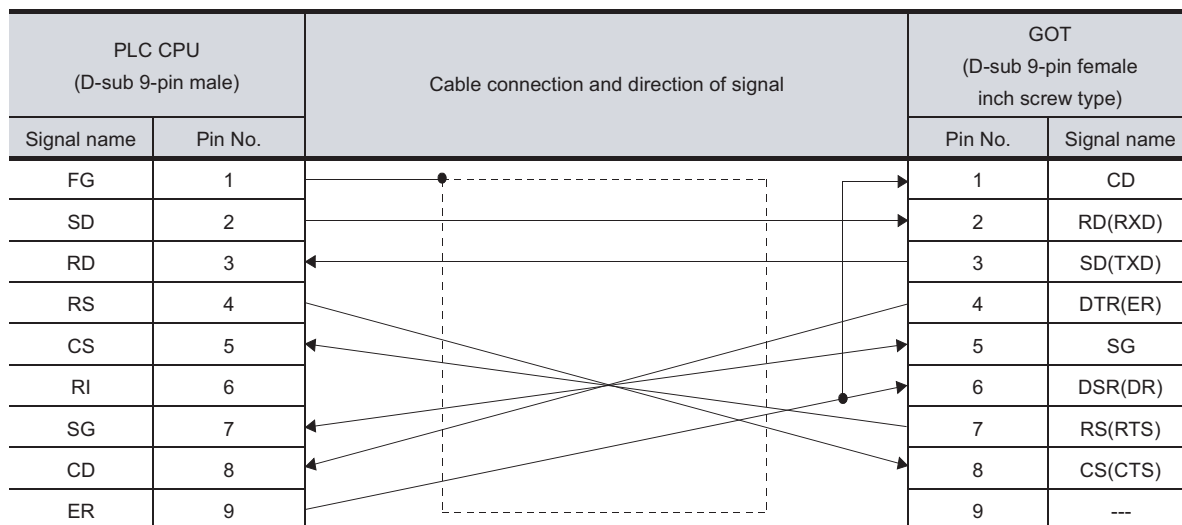 PLC CPU
(D-sub 9-pin male)
Cable connection and direction of signal
GOT
(D-sub 9-pin female
inch screw type)
Signal name Pin No. Pin No. Signal name
FG 1 1 CD
SD 2 2 RD(RXD)
RD 3 3 SD(TXD)
RS 4 4 DTR(ER)
CS 5 5 SG
RI 6 6 DSR(DR)
SG 7 7 RS(RTS)
CD 8 8 CS(CTS)
ER 9 9 ---